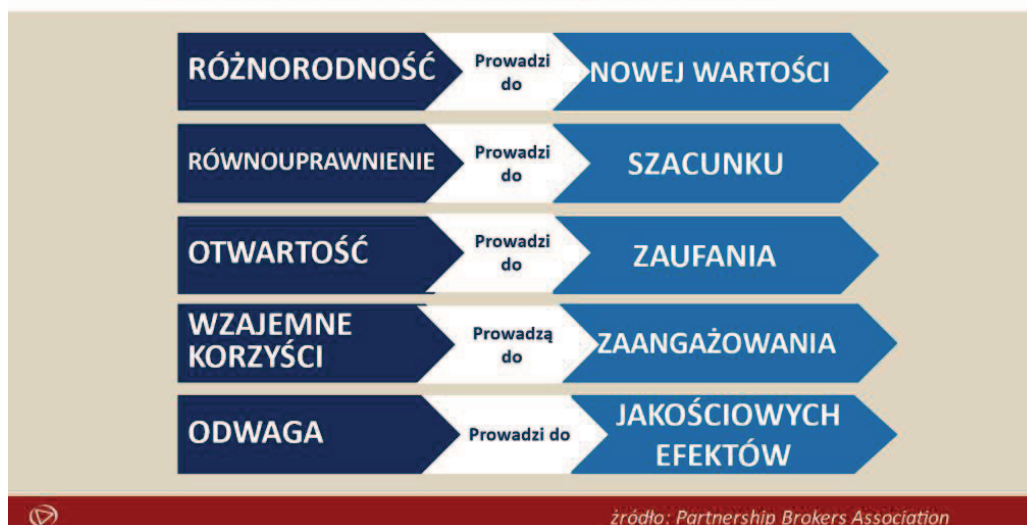 RÓŻNORODNOŚĆ
Prowadzi
do
NOWEJ WARTOŚCI
RÓWNOUPRAWNIENIE
Prowadzi
do
SZACUNKU
OTWARTOŚĆ
Prowadzi
do
ZAUFANIA
WZAJEMNE
KORZYŚCI
Prowadzą
do
ZAANGAŻOWANIA
ODWAGA
Prowadzi do
JAKOŚCIOWYCH
EFEKTÓW
żródło: Partnership Brokers Association